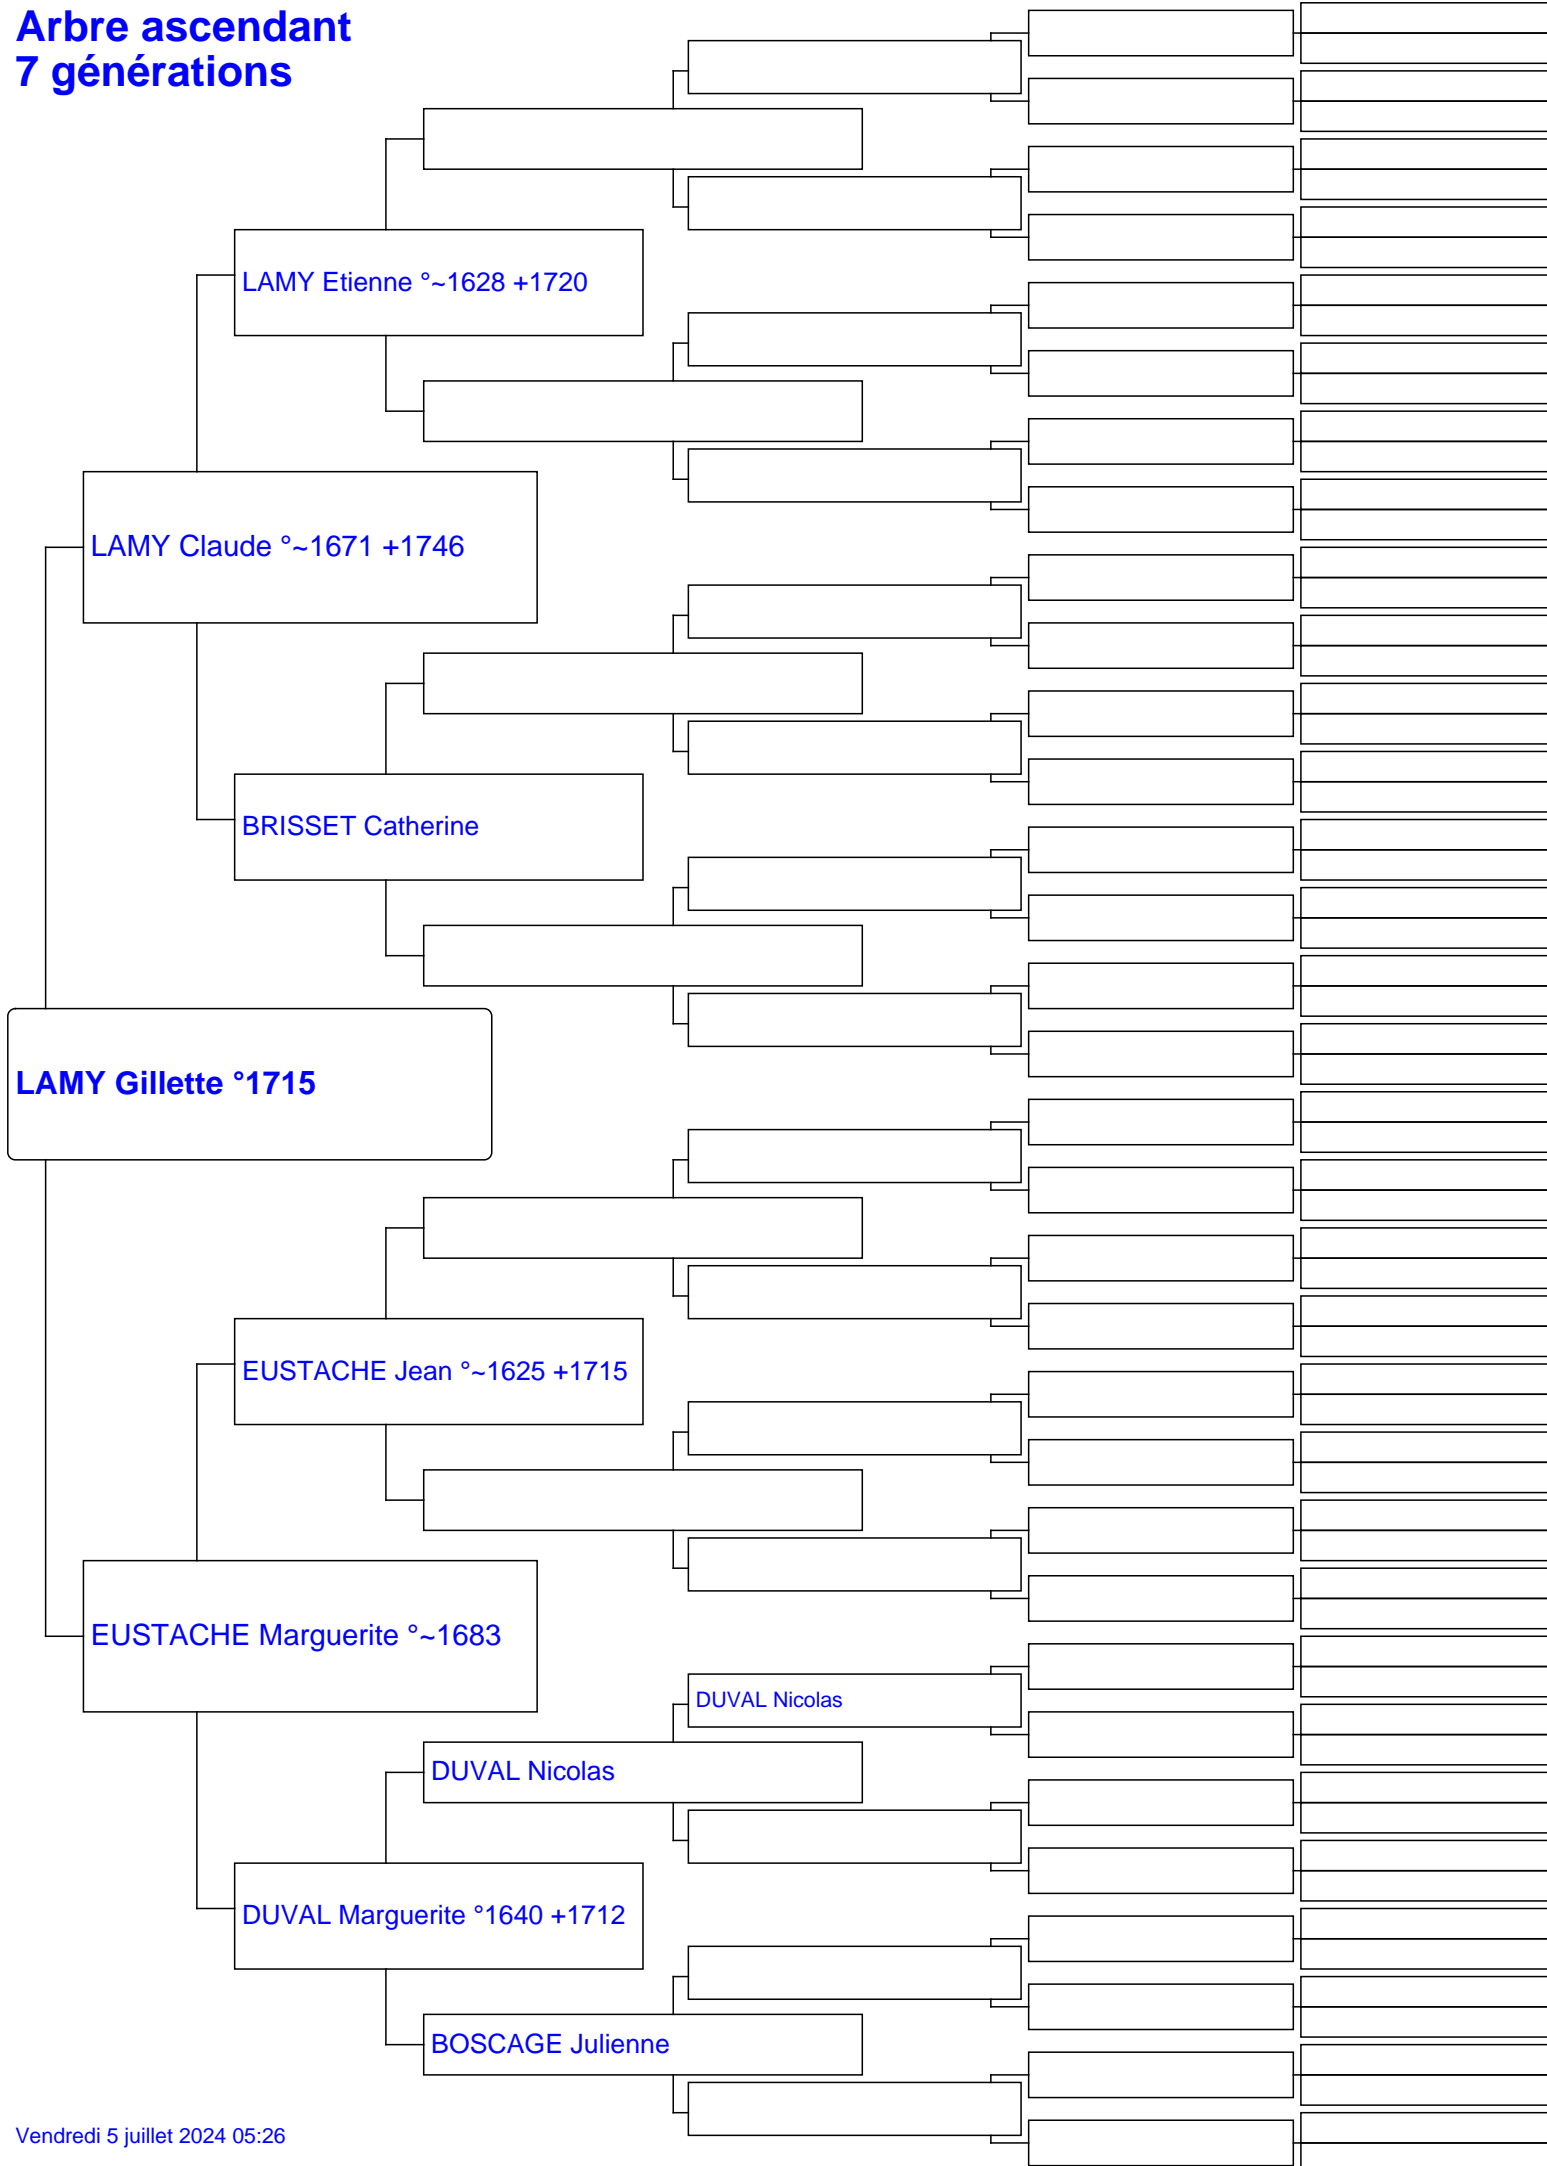 Arbre ascendant
7 générations
LAMY Etienne °~1628 +1720
LAMY Claude °~1671 +1746
BRISSET Catherine
LAMY Gillette °1715
EUSTACHE Jean °~1625 +1715
EUSTACHE Marguerite °~1683
DUVAL Nicolas
DUVAL Nicolas
DUVAL Marguerite °1640 +1712
BOSCAGE Julienne
Vendredi 5 juillet 2024 05:26